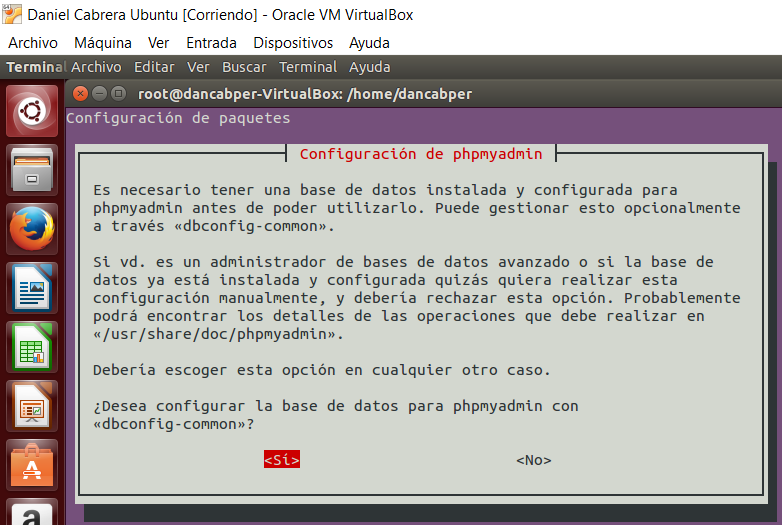 Daniel Cabrera Ubuntu [Corriendo] - Oracle VM VirtualBox
Archivo Máquina Ver Entrada Dispositivos Ayuda
Terminal Archivo Editar Ver Buscar Terminal Ayuda
root@dancabper-VirtualBox: /home/dancabper
Configuración de paquetes
Configuración de phpmyadmin
Es necesario tener una base de datos instalada y configurada para
phpmyadmin antes de poder utilizarlo. Puede gestionar esto opcionalmente
a través «dbconfig-common».
Si vd. es un administrador de bases de datos avanzado o si la base de
datos ya está instalada y configurada quizás quiera realizar esta
configuración manualmente, y debería rechazar esta opción. Probablemente
podrá encontrar los detalles de las operaciones que debe realizar en
«/usr/share/doc/phpmyadmin».
Debería escoger esta opción en cualquier otro caso.
¿Desea configurar la base de datos para phpmyadmin con
«dbconfig-common»?
<Sí> <No>